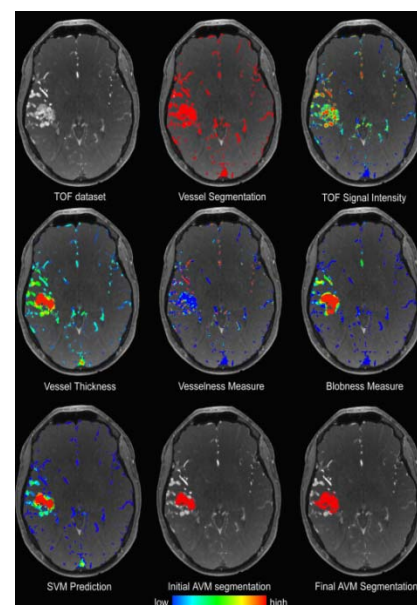 TOF dataset
Vessel Segmentation
TOF Signal Intensity
Vessel Thickness
Vesselness Measure
Blobness Measure
SVM Prediction
Initial AVM segmentation
Final AVM Segmentation
low
high